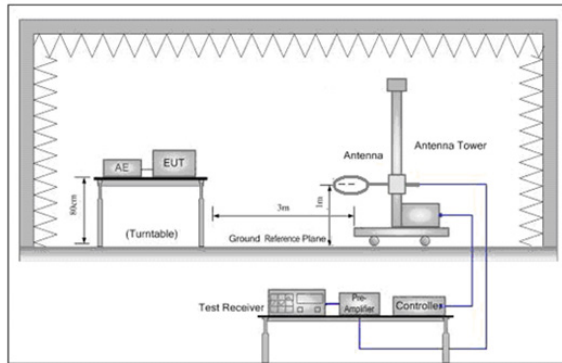 AE
EUT
Antenna
Antenna Tower
80cm
1m
3m
(Turntable)
Ground Reference Plane
Test Receiver
Pre-
Amplifier
Controller